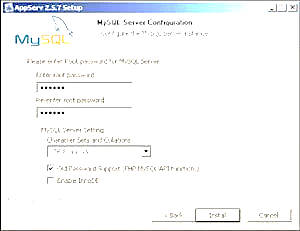 AppServ 2.5.7 Setup
MySQL Server Configuration
Configure the MySQL Server instance.
MySQL
Please enter Root password for MySQL Server.
Enter root password
••••••
Re-enter root password
••••••
MySQL Server Setting
Character Sets and Collations
Old Password Support (PHP MySQL API function.)
Enable InnoDB
< Back
Install
Cancel